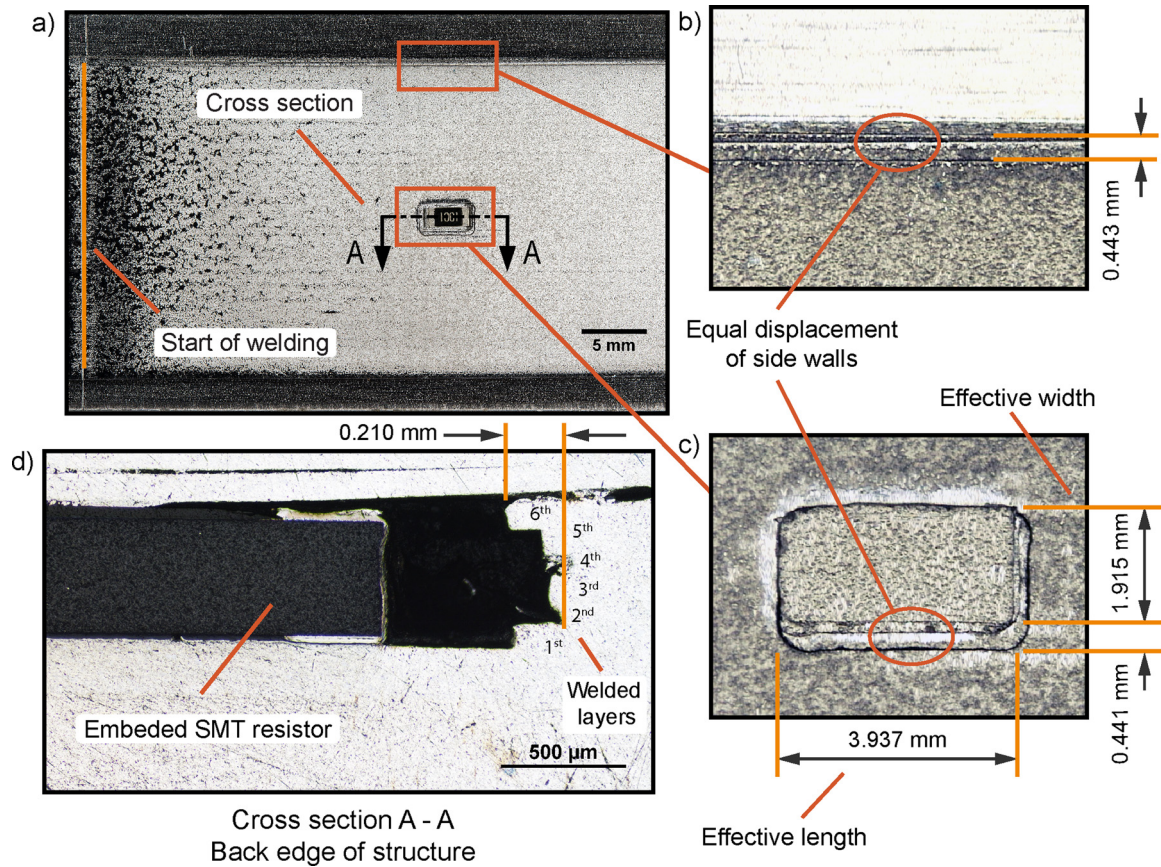 a)
Cross section
1001
A
A
Start of welding
5 mm
b)
0.443 mm
Equal displacement
of side walls
Effective width
c)
1.915 mm
0.441 mm
3.937 mm
Effective length
0.210 mm
d)
6th
5th
4th
3rd
2nd
1st
Welded
layers
Embeded SMT resistor
500 µm
Cross section A - A
Back edge of structure